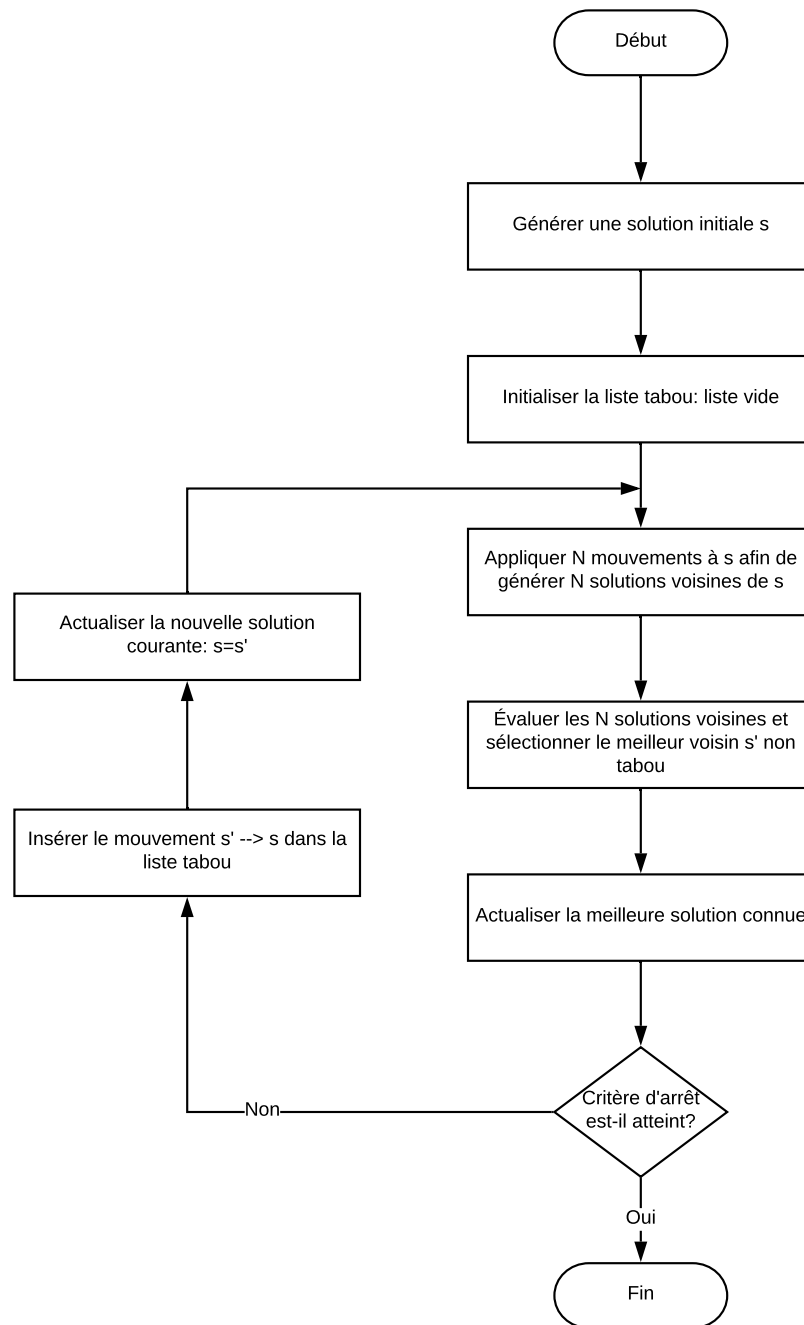 Début
Générer une solution initiale s
Initialiser la liste tabou: liste vide
Appliquer N mouvements à s afin de
générer N solutions voisines de s
Évaluer les N solutions voisines et
sélectionner le meilleur voisin s' non
tabou
Actualiser la meilleure solution connue
Critère d'arrêt
est-il atteint?
Non
Insérer le mouvement s' --> s dans la
liste tabou
Actualiser la nouvelle solution
courante: s=s'
Oui
Fin